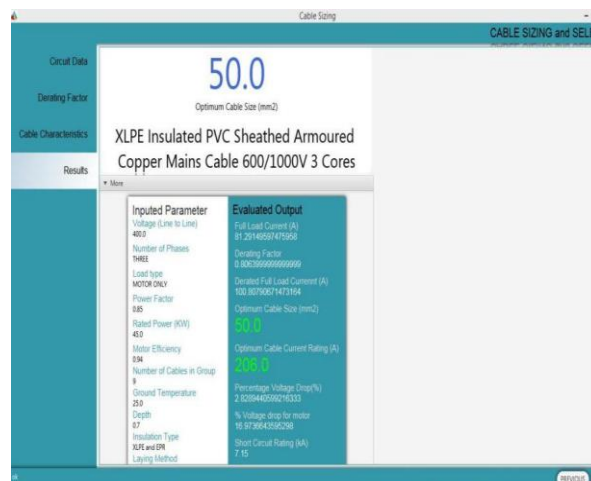 Cable Sizing
CABLE SIZING and SEL
Circuit Data
Derating Factor
Cable Characteristics
Results
50.0
Optimum Cable Size (mm2)
XLPE Insulated PVC Sheathed Armoured
Copper Mains Cable 600/1000V 3 Cores
More
Inputed Parameter
Voltage (Line to Line)
400.0
Number of Phases
THREE
Load type
MOTOR ONLY
Power Factor
0.85
Rated Power (KW)
45.0
Motor Efficiency
0.94
Number of Cables in Group
9
Ground Temperature
25.0
Depth
0.7
Insulation Type
XLPE and EPR
Laying Method
Evaluated Output
Full Load Current (A)
81.29149597475958
Derating Factor
0.8063999999999999
Derated Full Load Currennt (A)
100.80790671473164
Optimum Cable Size (mm2)
50.0
Optimum Cable Current Rating (A)
206.0
Percentage Voltage Drop(%)
2.8289440599216333
% Voltage drop for motor
16.9736643595298
Short Circuit Rating (kA)
7.15
PREVIOUS